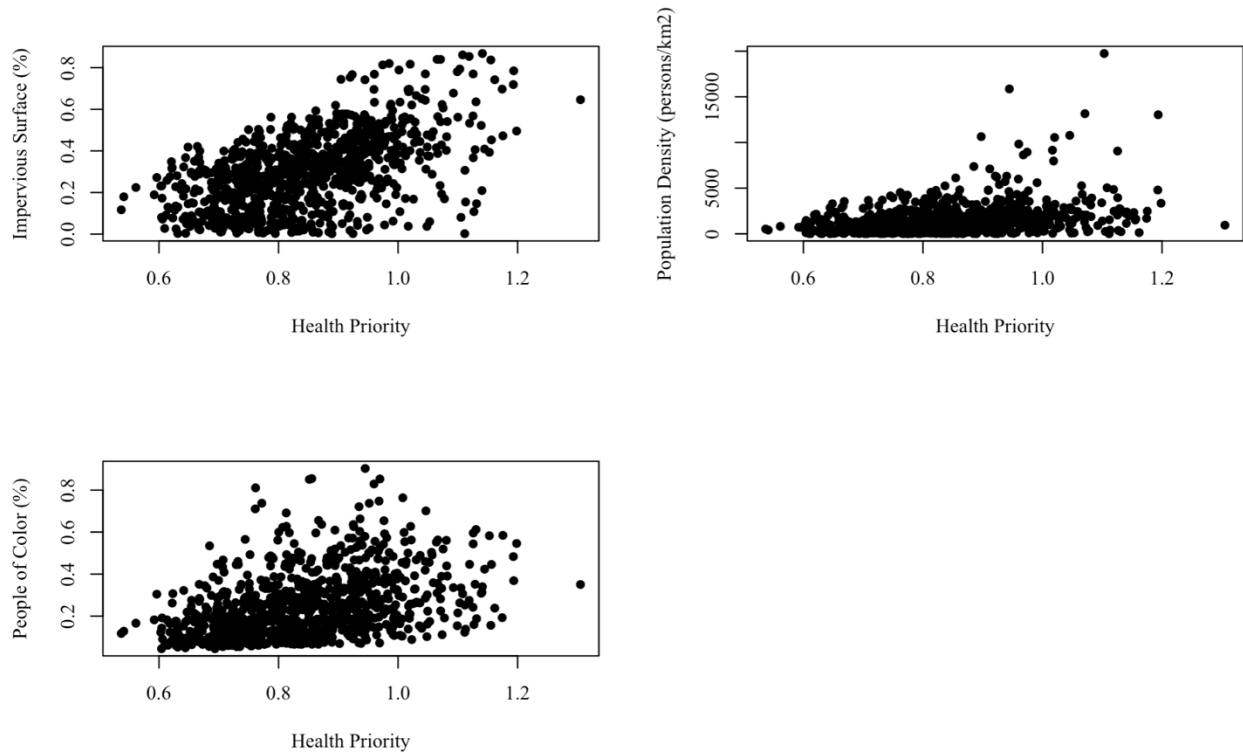 Impervious Surface (%)
0.8
0.6
0.4
0.2
0.0
0.6 0.8 1.0 1.2
Health Priority
Population Density (persons/km2)
15000
5000
0
0.6 0.8 1.0 1.2
Health Priority
People of Color (%)
0.8
0.6
0.4
0.2
0.6 0.8 1.0 1.2
Health Priority